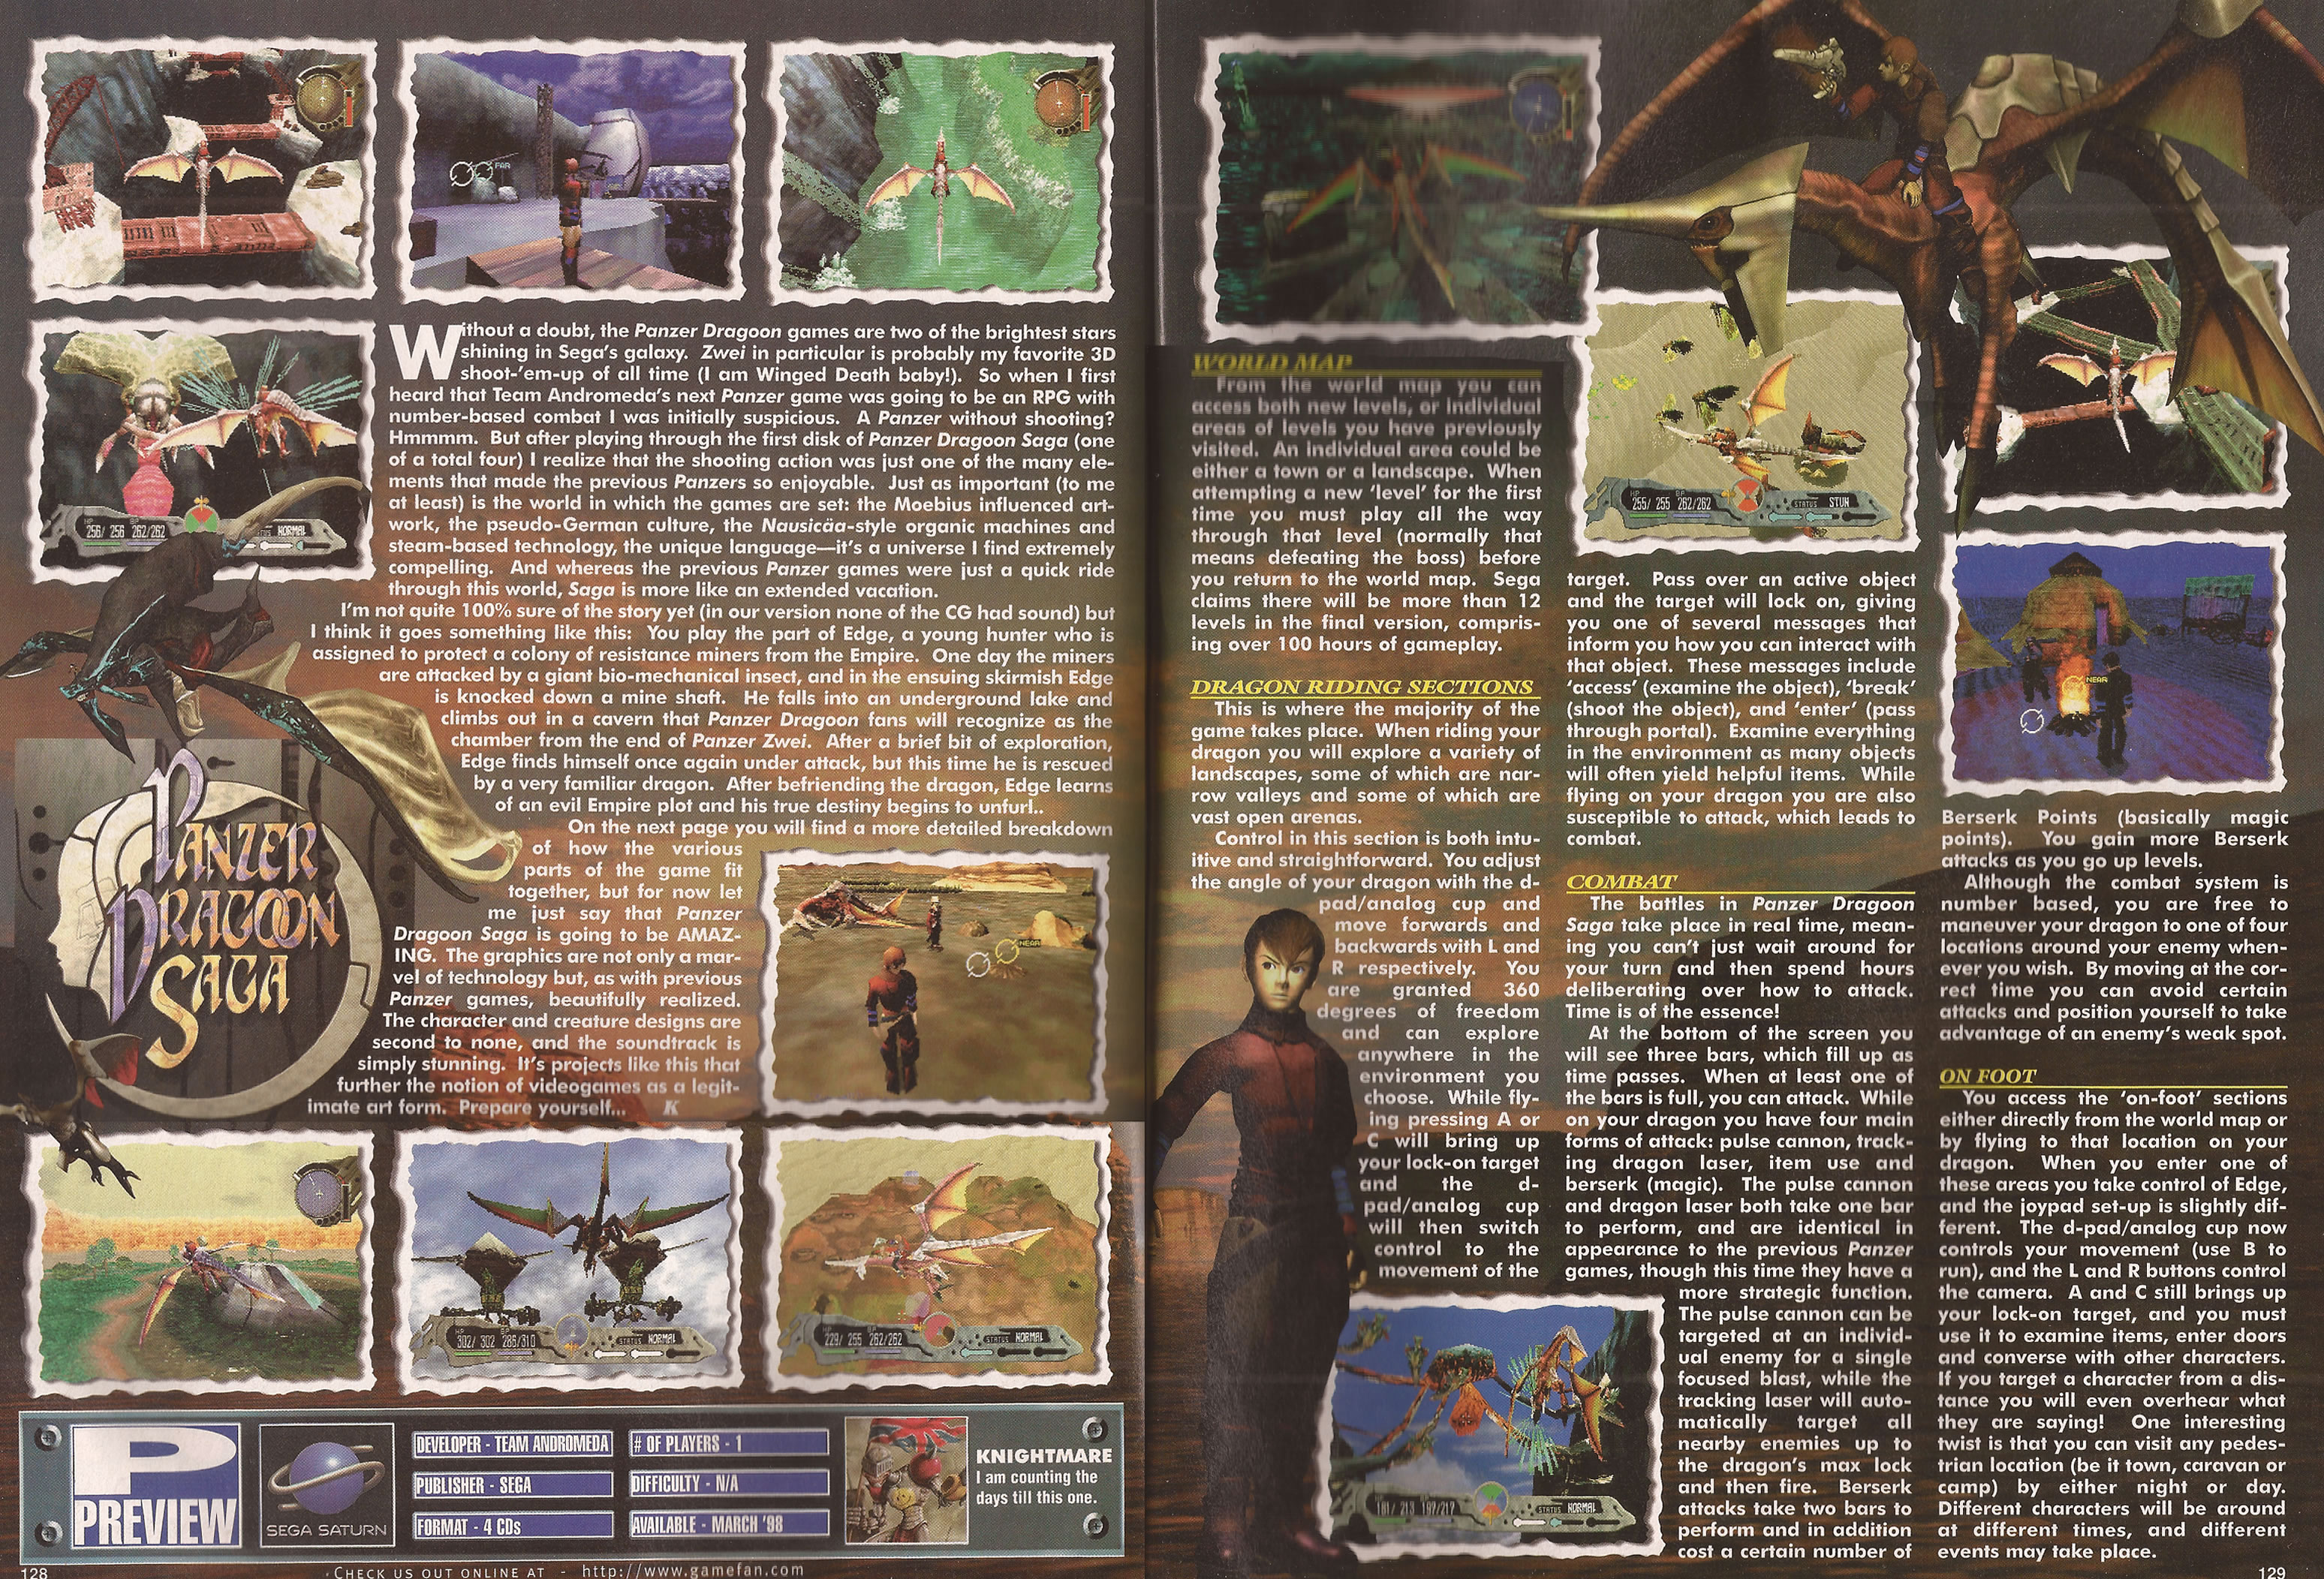 FAR
Without a doubt, the Panzer Dragoon games are two of the brightest stars
shining in Sega's galaxy. Zwei in particular is probably my favorite 3D
shoot-'em-up of all time (I am Winged Death baby!). So when I first
heard that Team Andromeda's next Panzer game was going to be an RPG with
number-based combat I was initially suspicious. A Panzer without shooting?
Hmmmm. But after playing through the first disk of Panzer Dragoon Saga (one
of a total four) I realize that the shooting action was just one of the many ele-
ments that made the previous Panzers so enjoyable. Just as important (to me
at least) is the world in which the games are set: the Moebius influenced art-
work, the pseudo-German culture, the Nausicäa-style organic machines and
steam-based technology, the unique language—it's a universe I find extremely
compelling. And whereas the previous Panzer games were just a quick ride
through this world, Saga is more like an extended vacation.
I'm not quite 100% sure of the story yet (in our version none of the CG had sound) but
I think it goes something like this: You play the part of Edge, a young hunter who is
assigned to protect a colony of resistance miners from the Empire. One day the miners
are attacked by a giant bio-mechanical insect, and in the ensuing skirmish Edge
is knocked down a mine shaft. He falls into an underground lake and
climbs out in a cavern that Panzer Dragoon fans will recognize as the
chamber from the end of Panzer Zwei. After a brief bit of exploration,
Edge finds himself once again under attack, but this time he is rescued
by a very familiar dragon. After befriending the dragon, Edge learns
of an evil Empire plot and his true destiny begins to unfurl..
On the next page you will find a more detailed breakdown
of how the various
parts of the game fit
together, but for now let
me just say that Panzer
Dragoon Saga is going to be AMAZ-
ING. The graphics are not only a mar-
vel of technology but, as with previous
Panzer games, beautifully realized.
The character and creature designs are
second to none, and the soundtrack is
simply stunning. It's projects like this that
further the notion of videogames as a legit-
imate art form. Prepare yourself... K
HP BP
256/ 256 262/262 STATUS NORMAL
PANZER
DRAGOON
SAGA
NEAR
HP BP
302/ 302 286/310 STATUS NORMAL
HP BP
229/ 265 262/262 STATUS NORMAL
P
PREVIEW
SEGA SATURN
DEVELOPER - TEAM ANDROMEDA
PUBLISHER - SEGA
FORMAT - 4 CDs
# OF PLAYERS - 1
DIFFICULTY - N/A
AVAILABLE - MARCH '98
KNIGHTMARE
I am counting the
days till this one.
128
CHECK US OUT ONLINE AT - http://www.gamefan.com
WORLD MAP
From the world map you can
access both new levels, or individual
areas of levels you have previously
visited. An individual area could be
either a town or a landscape. When
attempting a new 'level' for the first
time you must play all the way
through that level (normally that
means defeating the boss) before
you return to the world map. Sega
claims there will be more than 12
levels in the final version, compris-
ing over 100 hours of gameplay.
DRAGON RIDING SECTIONS
This is where the majority of the
game takes place. When riding your
dragon you will explore a variety of
landscapes, some of which are nar-
row valleys and some of which are
vast open arenas.
Control in this section is both intu-
itive and straightforward. You adjust
the angle of your dragon with the d-
pad/analog cup and
move forwards and
backwards with L and
R respectively. You
are granted 360
degrees of freedom
and can explore
anywhere in the
environment you
choose. While fly-
ing pressing A or
C will bring up
your lock-on target
and the d-
pad/analog cup
will then switch
control to the
movement of the
HP BP
255/ 255 262/262 STATUS STUN
target. Pass over an active object
and the target will lock on, giving
you one of several messages that
inform you how you can interact with
that object. These messages include
'access' (examine the object), 'break'
(shoot the object), and 'enter' (pass
through portal). Examine everything
in the environment as many objects
will often yield helpful items. While
flying on your dragon you are also
susceptible to attack, which leads to
combat.
COMBAT
The battles in Panzer Dragoon
Saga take place in real time, mean-
ing you can't just wait around for
your turn and then spend hours
deliberating over how to attack.
Time is of the essence!
At the bottom of the screen you
will see three bars, which fill up as
time passes. When at least one of
the bars is full, you can attack. While
on your dragon you have four main
forms of attack: pulse cannon, track-
ing dragon laser, item use and
berserk (magic). The pulse cannon
and dragon laser both take one bar
to perform, and are identical in
appearance to the previous Panzer
games, though this time they have a
more strategic function.
The pulse cannon can be
targeted at an individ-
ual enemy for a single
focused blast, while the
tracking laser will auto-
matically target all
nearby enemies up to
the dragon's max lock
and then fire. Berserk
attacks take two bars to
perform and in addition
cost a certain number of
181/ 213 197/217 STATUS NORMAL
NEAR
Berserk Points (basically magic
points). You gain more Berserk
attacks as you go up levels.
Although the combat system is
number based, you are free to
maneuver your dragon to one of four
locations around your enemy when-
ever you wish. By moving at the cor-
rect time you can avoid certain
attacks and position yourself to take
advantage of an enemy's weak spot.
ON FOOT
You access the 'on-foot' sections
either directly from the world map or
by flying to that location on your
dragon. When you enter one of
these areas you take control of Edge,
and the joypad set-up is slightly dif-
ferent. The d-pad/analog cup now
controls your movement (use B to
run), and the L and R buttons control
the camera. A and C still brings up
your lock-on target, and you must
use it to examine items, enter doors
and converse with other characters.
If you target a character from a dis-
tance you will even overhear what
they are saying! One interesting
twist is that you can visit any pedes-
trian location (be it town, caravan or
camp) by either night or day.
Different characters will be around
at different times, and different
events may take place.
129